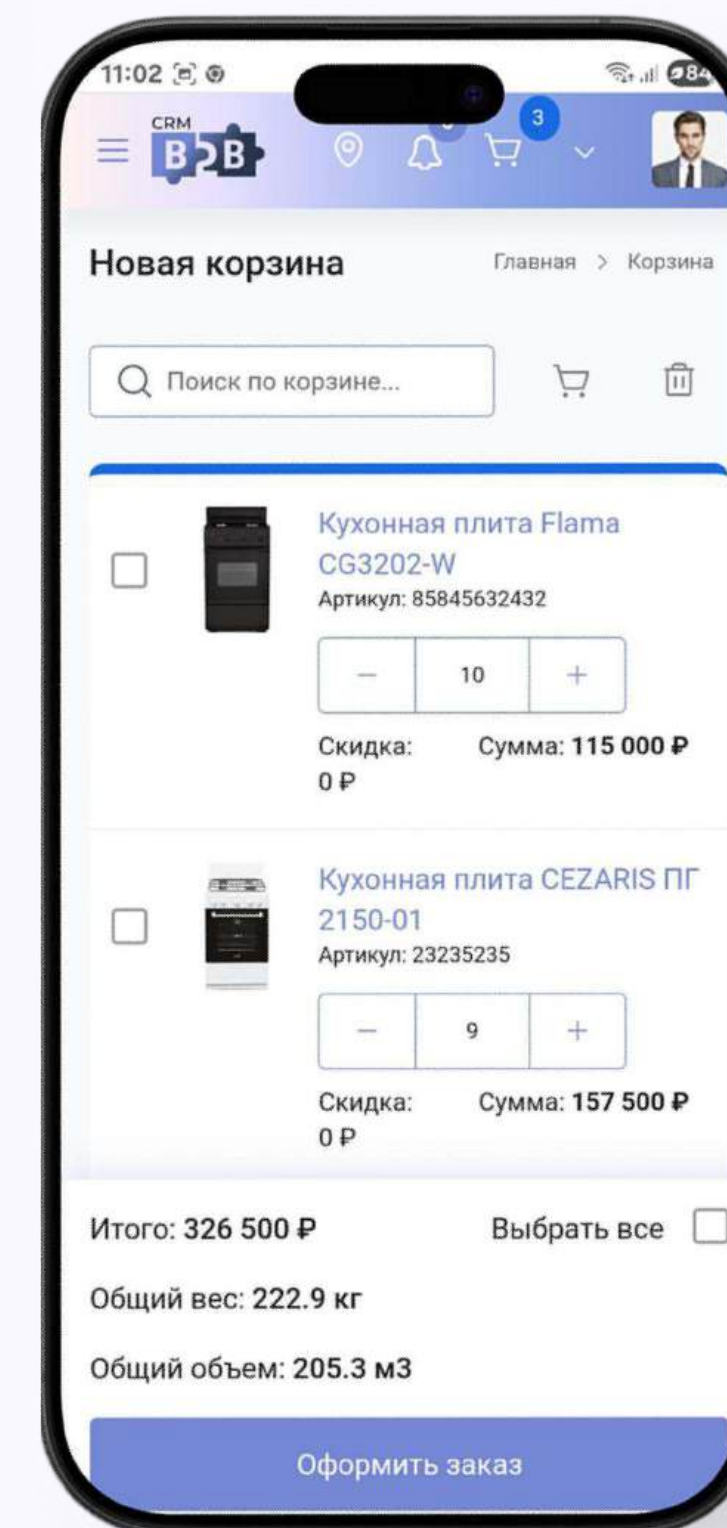 11:02
84
CRM
B2B
3
Новая корзина
Главная > Корзина
Поиск по корзине...
Кухонная плита Flama
CG3202-W
Артикул: 85845632432
− 10 +
Скидка: Сумма: 115 000 ₽
0 ₽
Кухонная плита CEZARIS ПГ
2150-01
Артикул: 23235235
− 9 +
Скидка: Сумма: 157 500 ₽
0 ₽
Итого: 326 500 ₽ Выбрать все
Общий вес: 222.9 кг
Общий объем: 205.3 м3
Оформить заказ